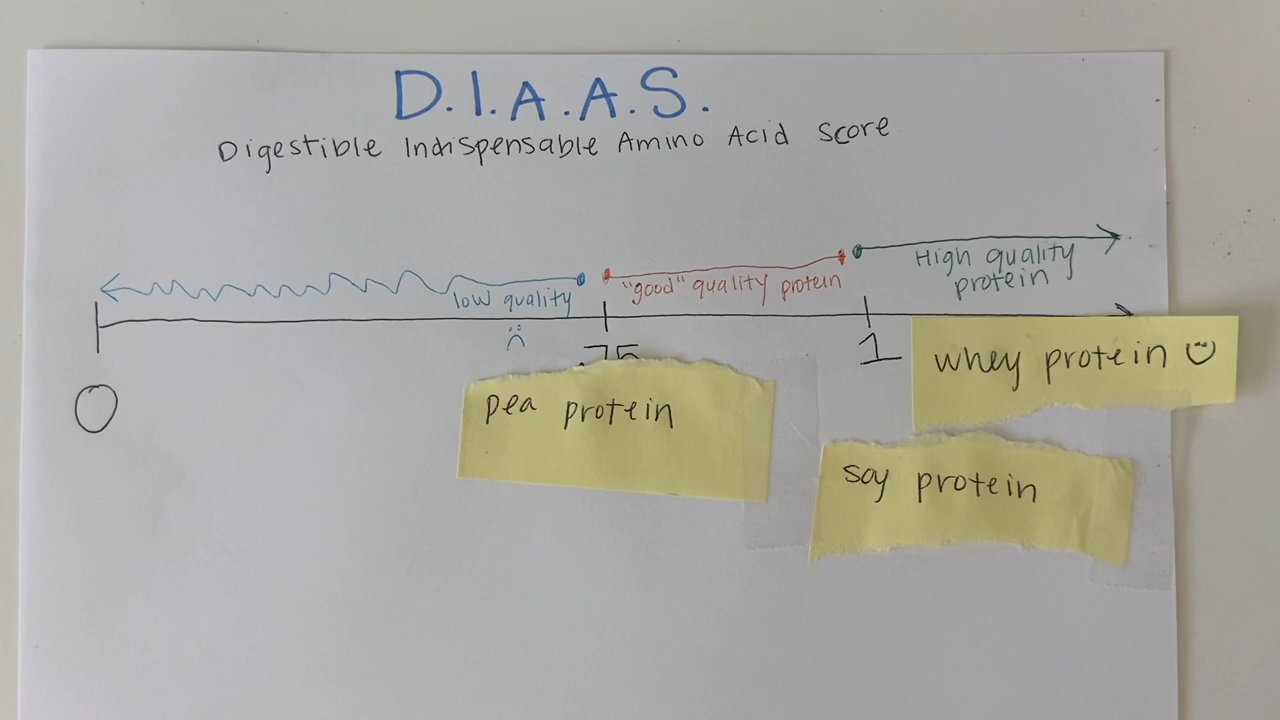 D.I.A.A.S.
Digestible Indispensable Amino Acid Score
low quality
"good" quality protein
High quality
protein
0
.75
1
whey protein
pea protein
soy protein